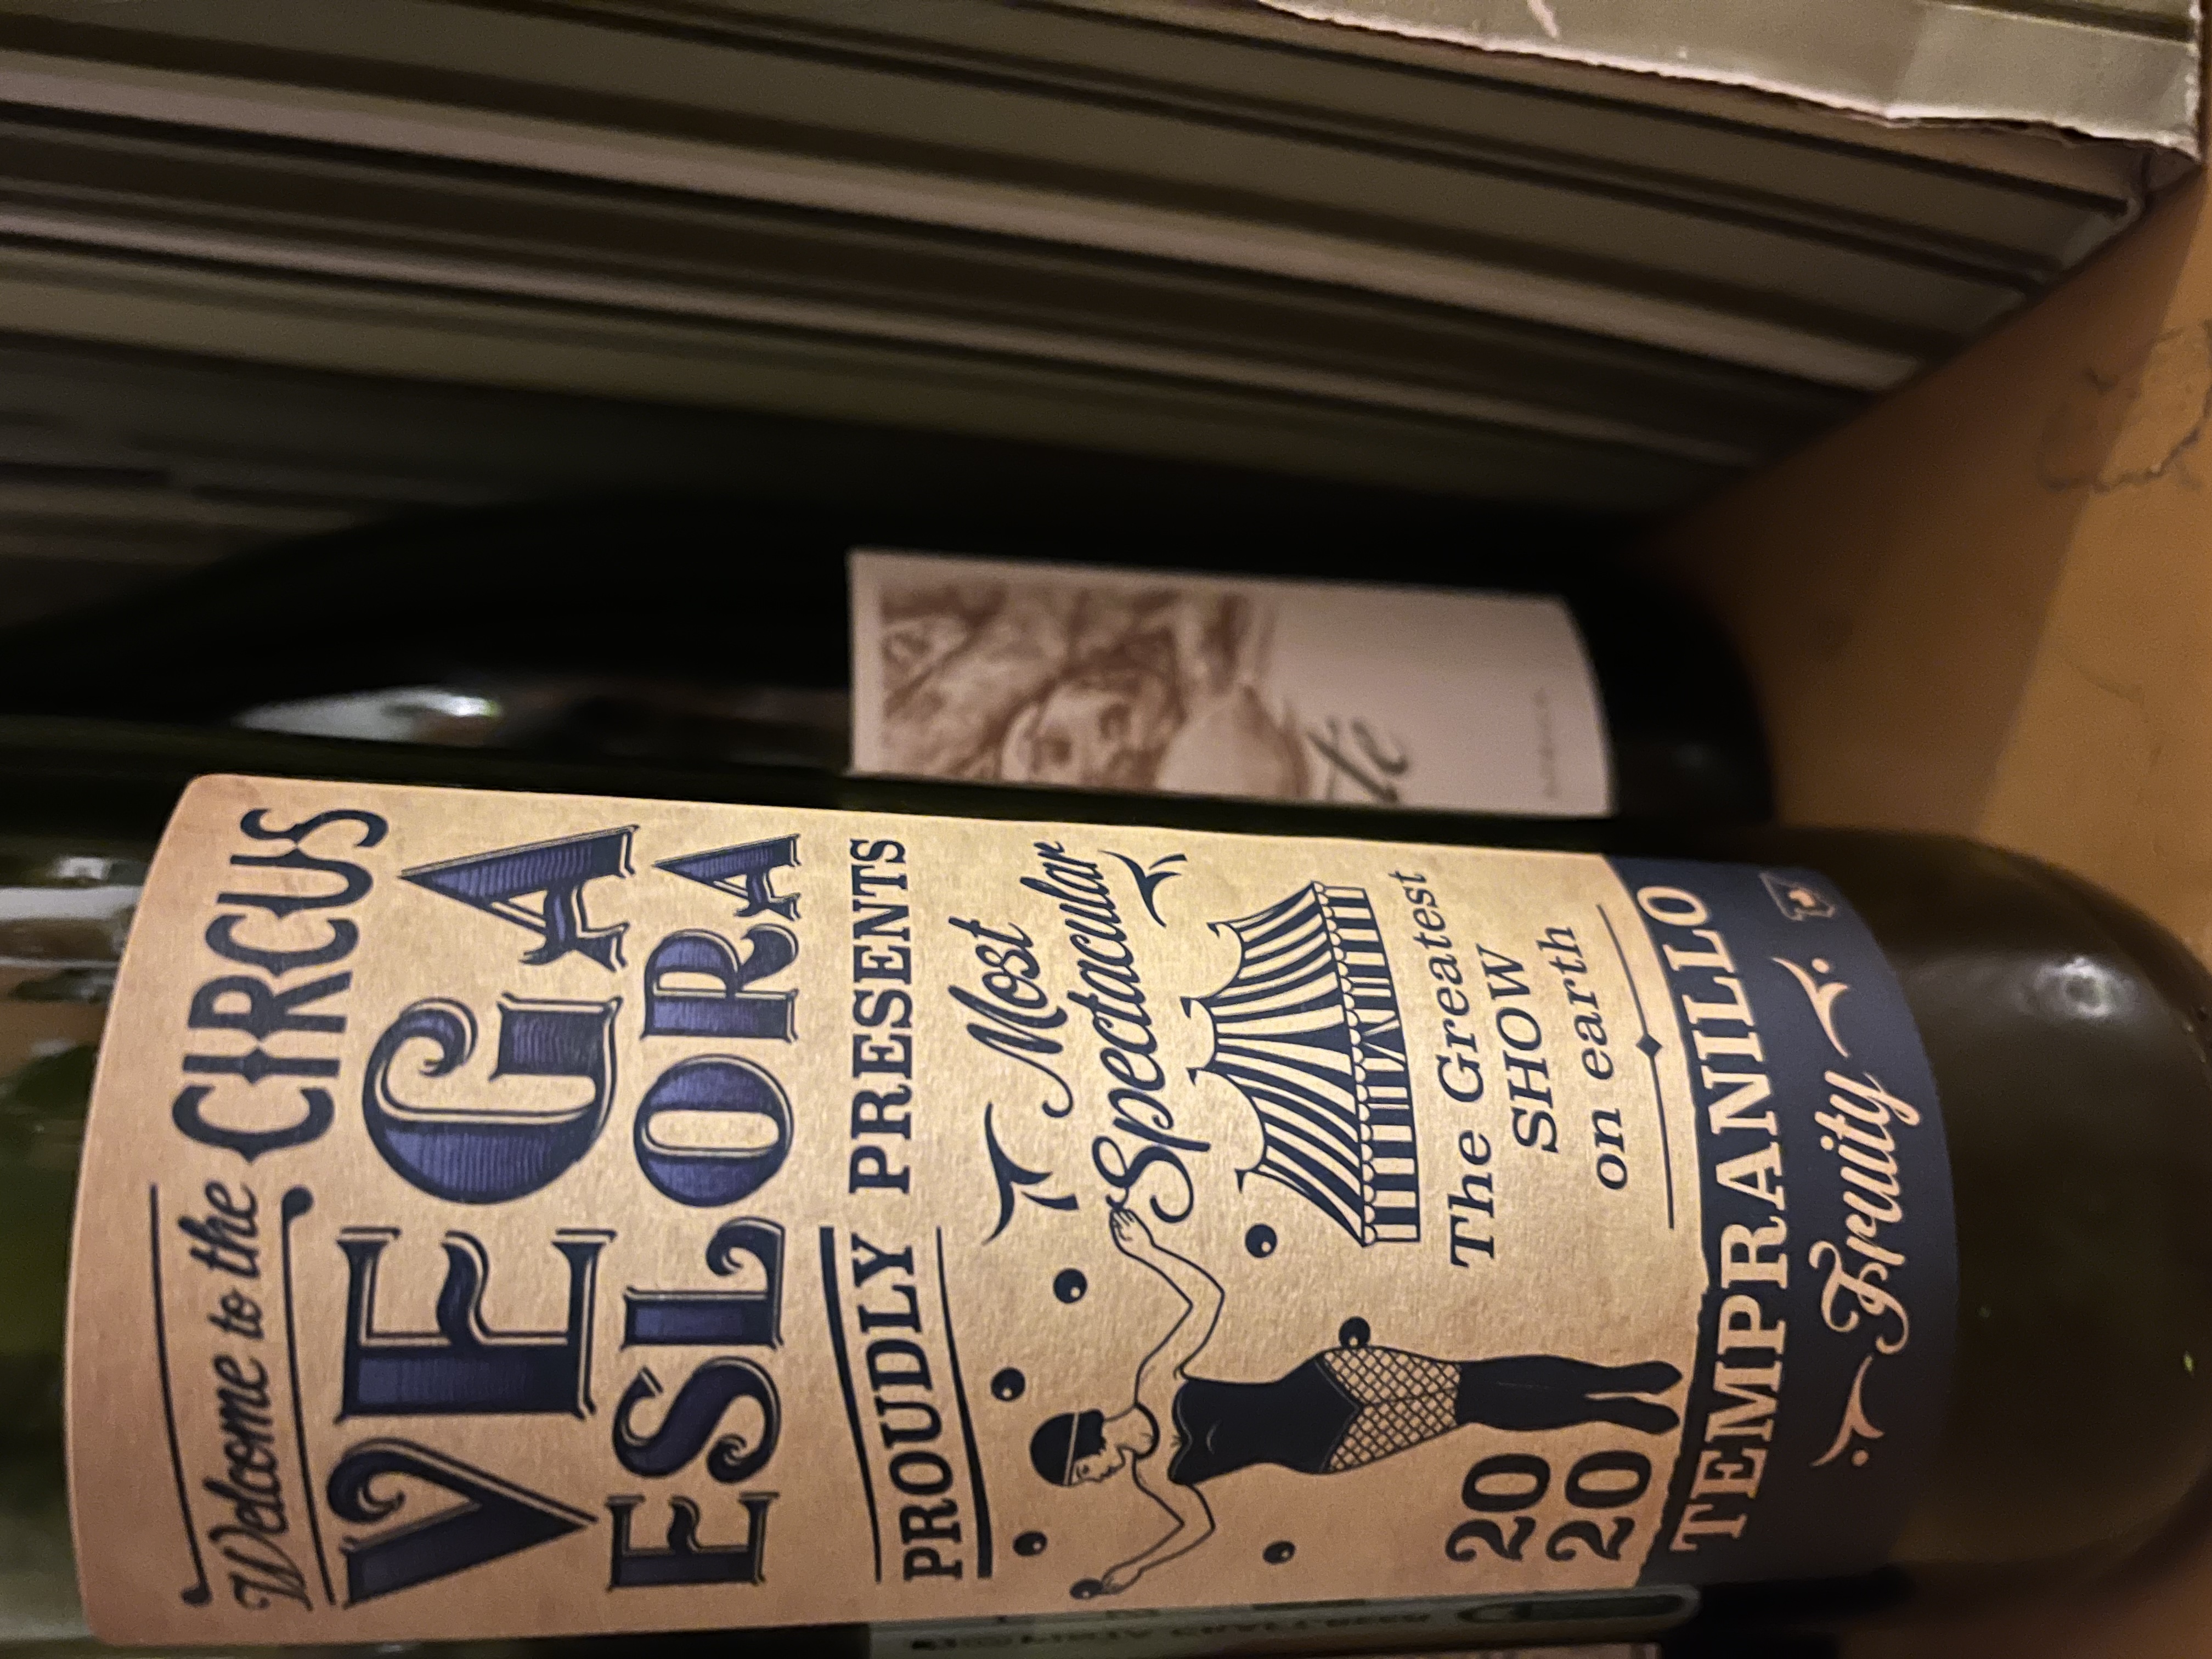 Welcome to the CIRCUS
VEGA
ESLORA
PROUDLY PRESENTS
Most
Spectacular
The Greatest
SHOW
on earth
20
20
TEMPRANILLO
Fruity
te